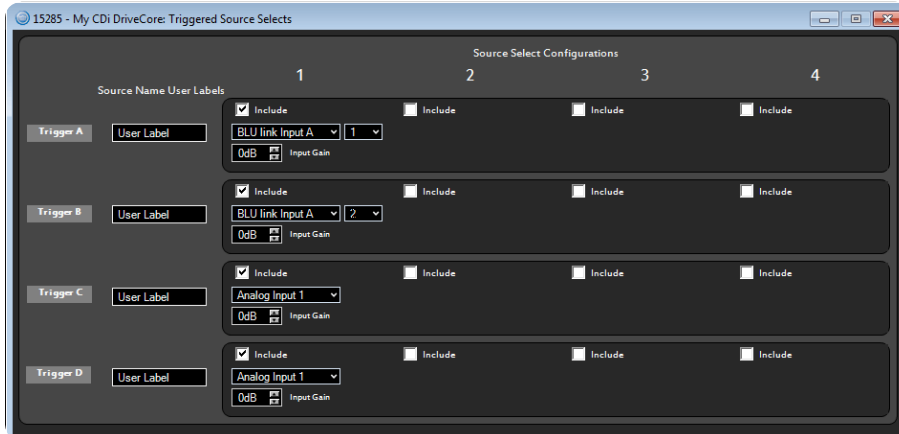 15285 - My CDi DriveCore: Triggered Source Selects
Source Select Configurations
1 2 3 4
Source Name User Labels
Include Include Include Include
Trigger A User Label BLU link Input A 1
0dB Input Gain
Include Include Include Include
Trigger B User Label BLU link Input A 2
0dB Input Gain
Include Include Include Include
Trigger C User Label Analog Input 1
0dB Input Gain
Include Include Include Include
Trigger D User Label Analog Input 1
0dB Input Gain